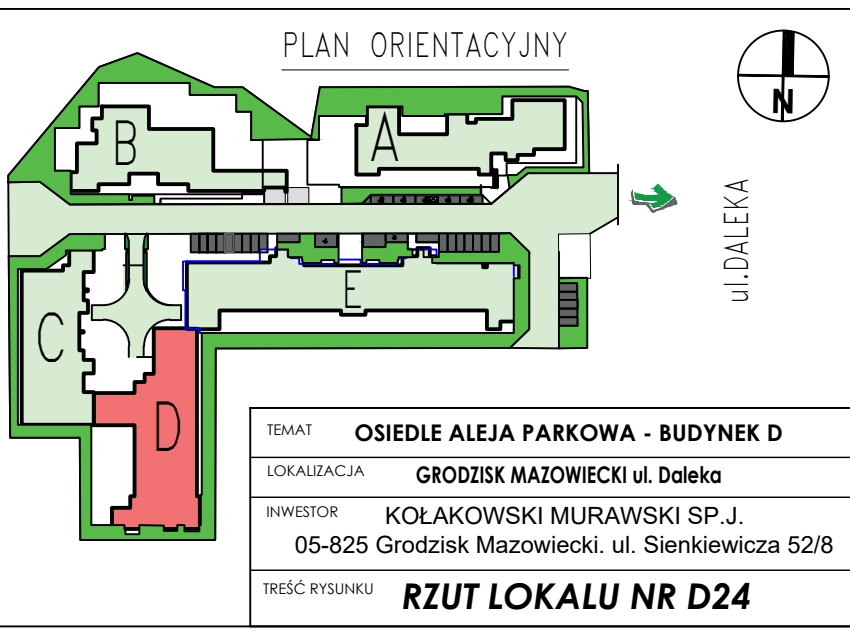 PLAN ORIENTACYJNY
N
B
A
ul.DALEKA
E
C
D
TEMAT OSIEDLE ALEJA PARKOWA - BUDYNEK D
LOKALIZACJA GRODZISK MAZOWIECKI ul. Daleka
INWESTOR KOŁAKOWSKI MURAWSKI SP.J.
05-825 Grodzisk Mazowiecki. ul. Sienkiewicza 52/8
TREŚĆ RYSUNKU RZUT LOKALU NR D24